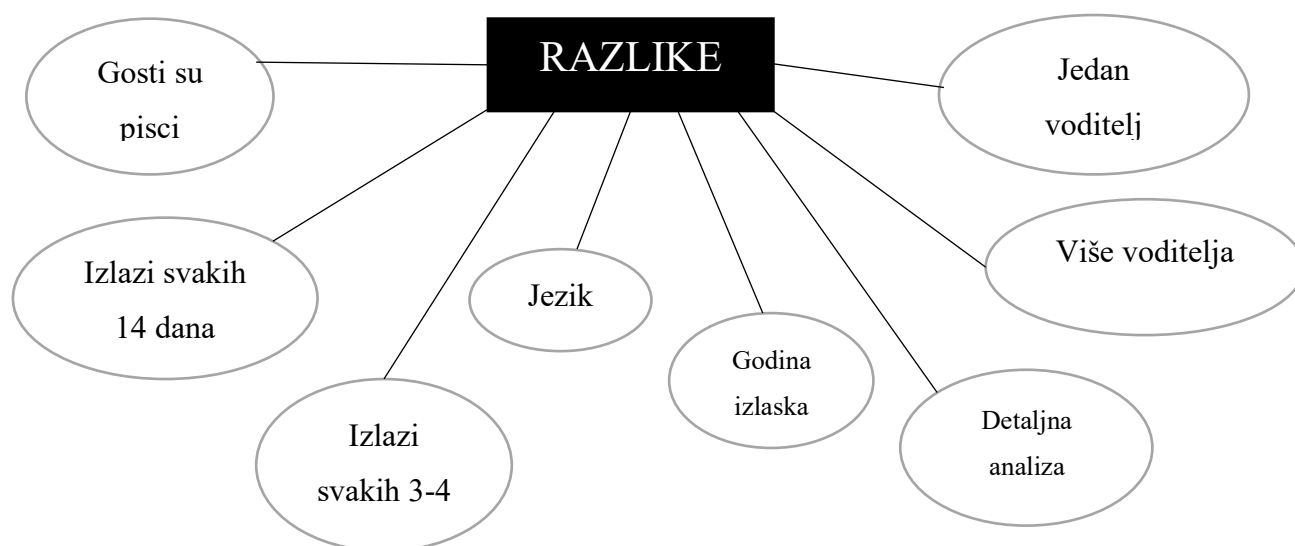 RAZLIKE
Gosti su
pisci
Jedan
voditelj
Izlazi svakih
14 dana
Više voditelja
Jezik
Godina
izlaska
Izlazi
svakih 3-4
Detaljna
analiza